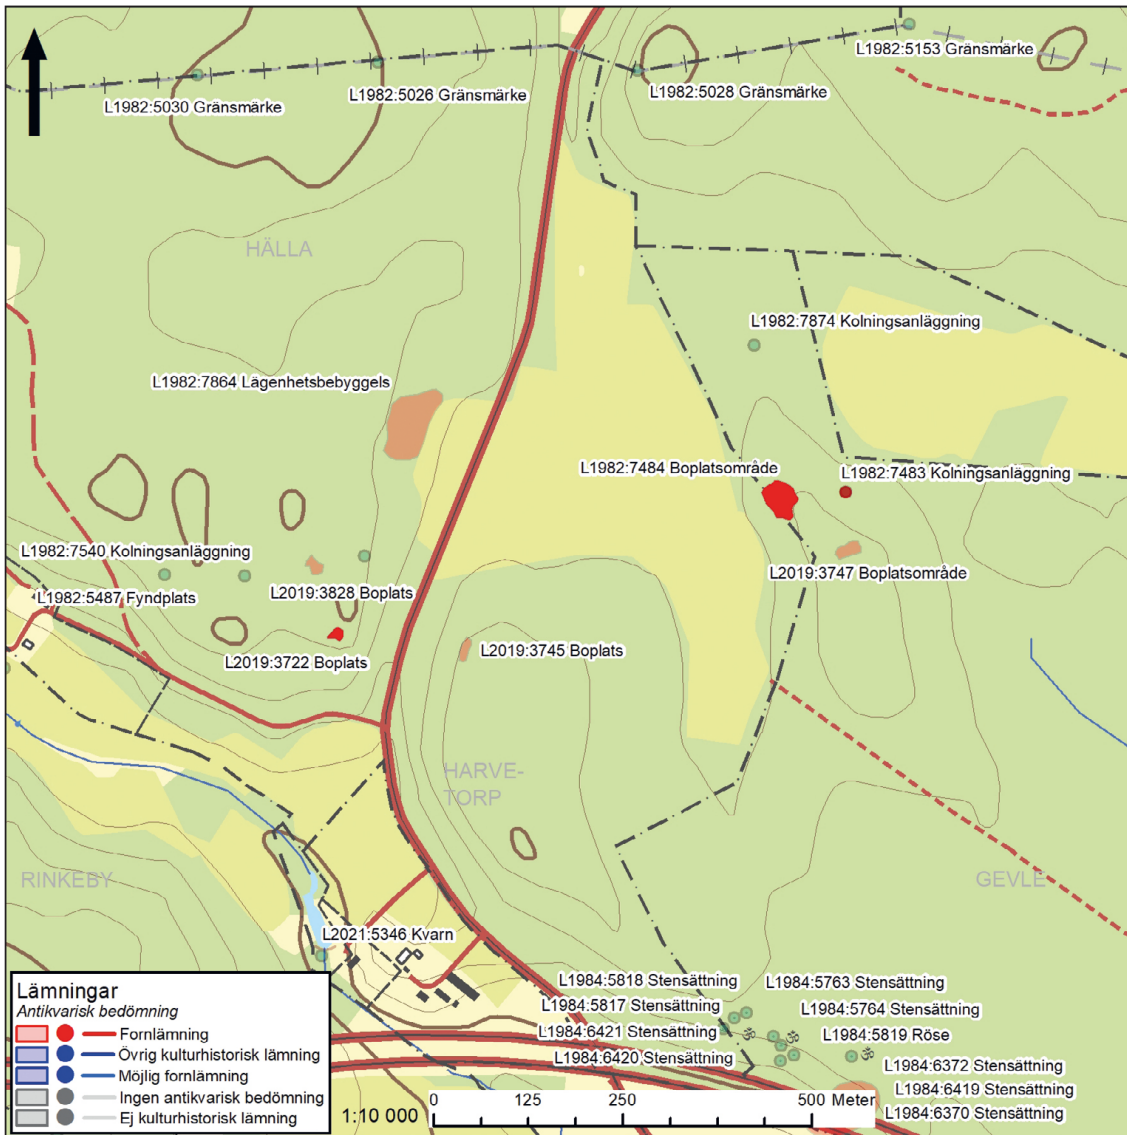 L1982:5153 Gränsmärke
L1982:5030 Gränsmärke
L1982:5026 Gränsmärke
L1982:5028 Gränsmärke
HÄLLA
L1982:7874 Kolningsanläggning
L1982:7864 Lägenhetsbebyggels
L1982:7484 Boplatsområde
L1982:7483 Kolningsanläggning
L1982:7540 Kolningsanläggning
L2019:3747 Boplatsområde
L1982:5487 Fyndplats
L2019:3828 Boplats
L2019:3722 Boplats
L2019:3745 Boplats
HARVE-
TORP
RINKEBY
GEVLE
L2021:5346 Kvarn
L1984:5818 Stensättning
L1984:5763 Stensättning
L1984:5817 Stensättning
L1984:5764 Stensättning
L1984:6421 Stensättning
L1984:5819 Röse
L1984:6420 Stensättning
L1984:6372 Stensättning
L1984:6419 Stensättning
L1984:6370 Stensättning
Lämningar
Antikvarisk bedömning
Fornlämning
Övrig kulturhistorisk lämning
Möjlig fornlämning
Ingen antikvarisk bedömning
Ej kulturhistorisk lämning
1:10 000
0 125 250 500 Meter